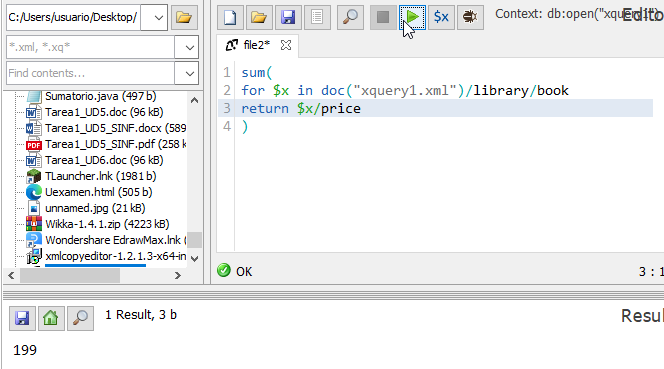 C:/Users/usuario/Desktop/
*.xml, *.xq*
Find contents...
Sumatorio.java (497 b)
Tarea1_UD5.doc (96 kB)
Tarea1_UD5_SINF.docx (589
Tarea1_UD5_SINF.pdf (258 k
Tarea1_UD6.doc (96 kB)
TLauncher.lnk (1981 b)
Uexamen.html (505 b)
unnamed.jpg (21 kB)
Wikka-1.4.1.zip (4223 kB)
Wondershare EdrawMax.lnk (
xmlcopyeditor-1.2.1.3-x64-in
$x
Context: db:open("xquery1")
Edito
file2*
1 sum(
2 for $x in doc("xquery1.xml")/library/book
3 return $x/price
4 )
OK
3 : 1
1 Result, 3 b
Resul
199